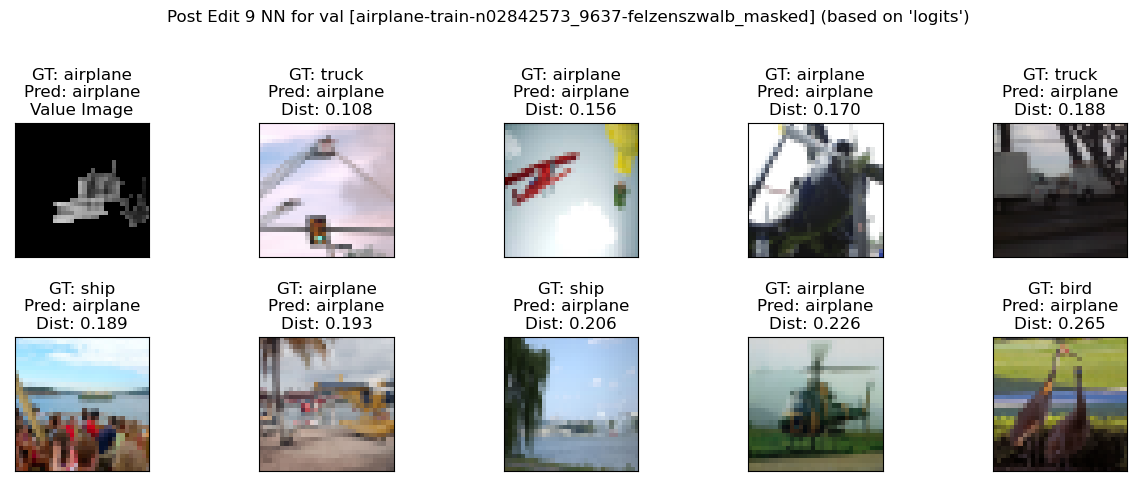 Post Edit 9 NN for val [airplane-train-n02842573_9637-felzenszwalb_masked] (based on 'logits')
GT: airplane
Pred: airplane
Value Image
GT: truck
Pred: airplane
Dist: 0.108
GT: airplane
Pred: airplane
Dist: 0.156
GT: airplane
Pred: airplane
Dist: 0.170
GT: truck
Pred: airplane
Dist: 0.188
GT: ship
Pred: airplane
Dist: 0.189
GT: airplane
Pred: airplane
Dist: 0.193
GT: ship
Pred: airplane
Dist: 0.206
GT: airplane
Pred: airplane
Dist: 0.226
GT: bird
Pred: airplane
Dist: 0.265